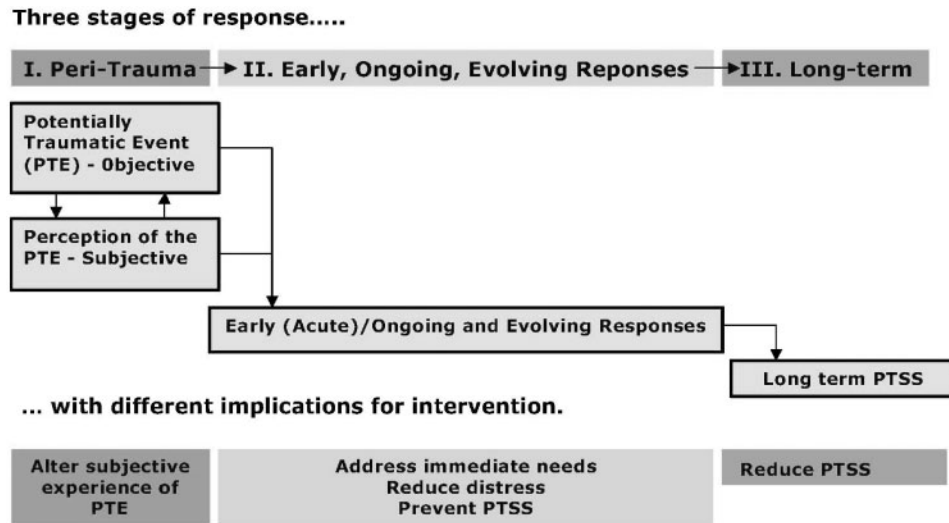 Three stages of response.....
I. Peri-Trauma
II. Early, Ongoing, Evolving Reponses
III. Long-term
Potentially
Traumatic Event
(PTE) - 0bjective
Perception of the
PTE - Subjective
Early (Acute)/Ongoing and Evolving Responses
Long term PTSS
... with different implications for intervention.
Alter subjective
experience of
PTE
Address immediate needs
Reduce distress
Prevent PTSS
Reduce PTSS